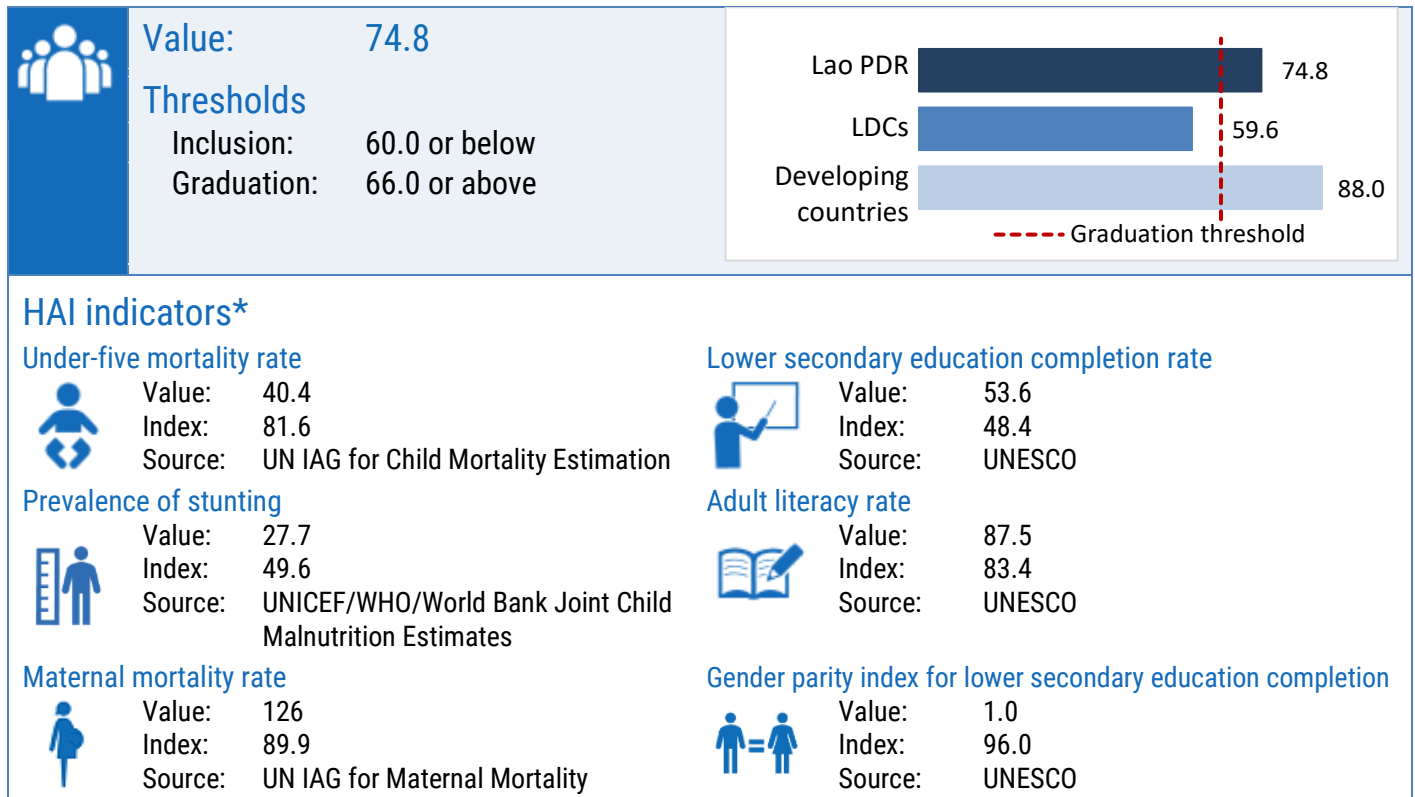 Value: 74.8
Thresholds
Inclusion: 60.0 or below
Graduation: 66.0 or above
Lao PDR 74.8
LDCs 59.6
Developing
countries 88.0
Graduation threshold
HAI indicators*
Under-five mortality rate
Value: 40.4
Index: 81.6
Source: UN IAG for Child Mortality Estimation
Prevalence of stunting
Value: 27.7
Index: 49.6
Source: UNICEF/WHO/World Bank Joint Child
Malnutrition Estimates
Maternal mortality rate
Value: 126
Index: 89.9
Source: UN IAG for Maternal Mortality
Lower secondary education completion rate
Value: 53.6
Index: 48.4
Source: UNESCO
Adult literacy rate
Value: 87.5
Index: 83.4
Source: UNESCO
Gender parity index for lower secondary education completion
Value: 1.0
Index: 96.0
Source: UNESCO